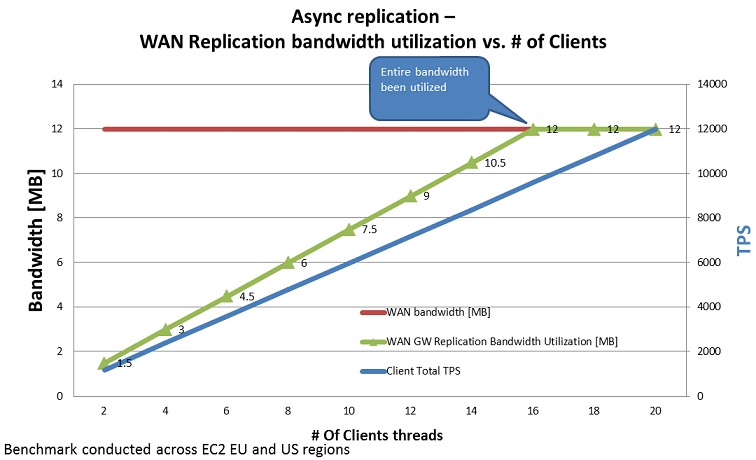 Async replication –
WAN Replication bandwidth utilization vs. # of Clients
Entire bandwidth
been utilized
14
12
10
8
6
4
2
0
Bandwidth [MB]
14000
12000
10000
8000
6000
4000
2000
0
TPS
1.5
3
4.5
6
7.5
9
10.5
12
12
12
WAN bandwidth [MB]
WAN GW Replication Bandwidth Utilization [MB]
Client Total TPS
2 4 6 8 10 12 14 16 18 20
# Of Clients threads
Benchmark conducted across EC2 EU and US regions